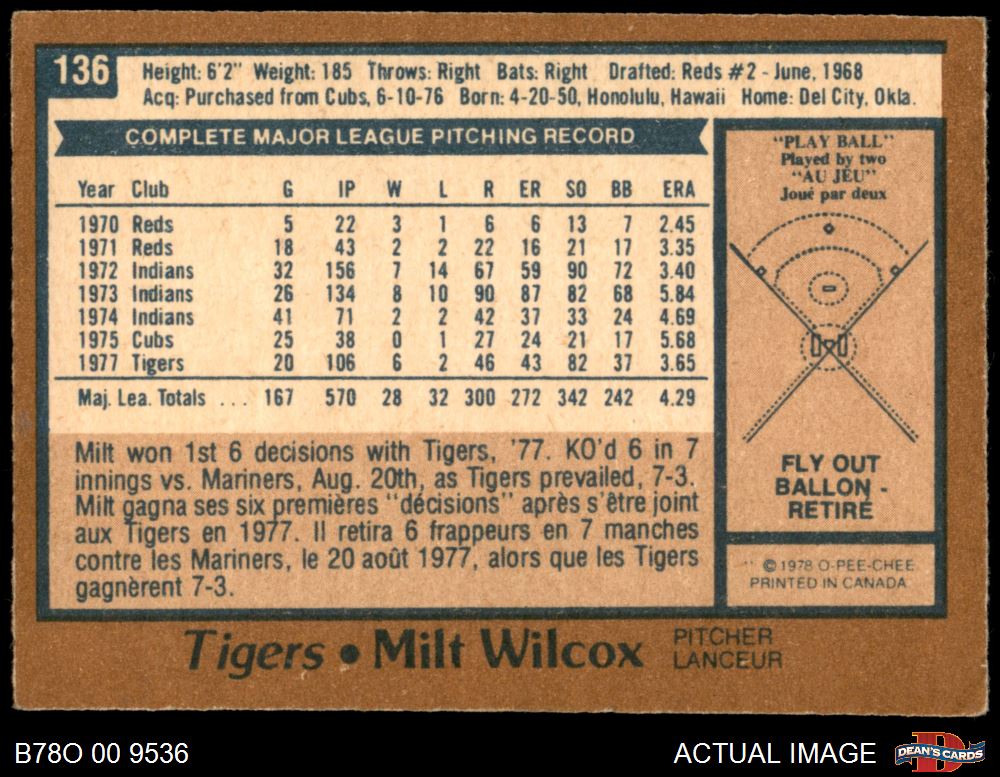 136
Height: 6'2" Weight: 185 Throws: Right Bats: Right Drafted: Reds #2 - June, 1968
Acq: Purchased from Cubs, 6-10-76 Born: 4-20-50, Honolulu, Hawaii Home: Del City, Okla.
COMPLETE MAJOR LEAGUE PITCHING RECORD
Year Club G IP W L R ER SO BB ERA
1970 Reds 5 22 3 1 6 6 13 7 2.45
1971 Reds 18 43 2 2 22 16 21 17 3.35
1972 Indians 32 156 7 14 67 59 90 72 3.40
1973 Indians 26 134 8 10 90 87 82 68 5.84
1974 Indians 41 71 2 2 42 37 33 24 4.69
1975 Cubs 25 38 0 1 27 24 21 17 5.68
1977 Tigers 20 106 6 2 46 43 82 37 3.65
Maj. Lea. Totals ... 167 570 28 32 300 272 342 242 4.29
Milt won 1st 6 decisions with Tigers, '77. KO'd 6 in 7
innings vs. Mariners, Aug. 20th, as Tigers prevailed, 7-3.
Milt gagna ses six premières "décisions" après s'être joint
aux Tigers en 1977. Il retira 6 frappeurs en 7 manches
contre les Mariners, le 20 août 1977, alors que les Tigers
gagnèrent 7-3.
"PLAY BALL"
Played by two
"AU JEU"
Joué par deux
FLY OUT
BALLON -
RETIRÉ
©1978 O-PEE-CHEE
PRINTED IN CANADA
Tigers • Milt Wilcox PITCHER
LANCEUR
B78O 00 9536
ACTUAL IMAGE
DEAN'S CARDS